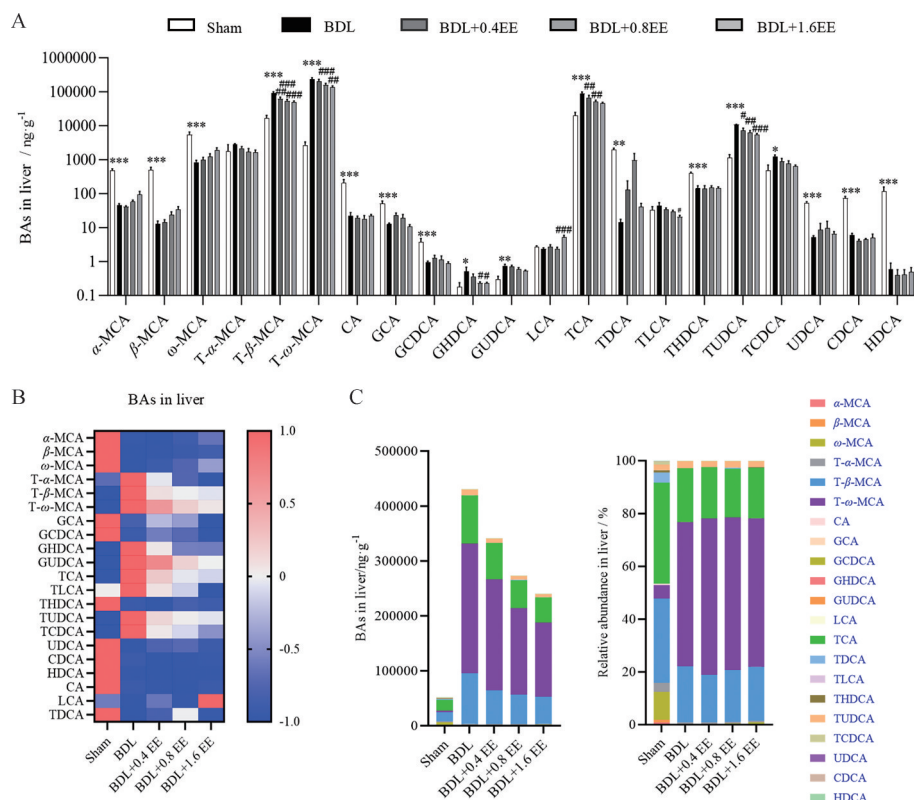 A
Sham
BDL
BDL+0.4EE
BDL+0.8EE
BDL+1.6EE
BAs in liver / ng·g⁻¹
1000000
100000
10000
1000
100
10
1
0.1
***
***
***
***
##
###
###
***
###
##
***
***
***
*
##
**
###
***
##
##
**
#
***
***
#
##
###
*
***
***
***
α-MCA
β-MCA
ω-MCA
T-α-MCA
T-β-MCA
T-ω-MCA
CA
GCA
GCDCA
GHDCA
GUDCA
LCA
TCA
TDCA
TLCA
THDCA
TUDCA
TCDCA
UDCA
CDCA
HDCA
B
BAs in liver
α-MCA
β-MCA
ω-MCA
T-α-MCA
T-β-MCA
T-ω-MCA
GCA
GCDCA
GHDCA
GUDCA
TCA
TLCA
THDCA
TUDCA
TCDCA
UDCA
CDCA
HDCA
CA
LCA
TDCA
Sham
BDL
BDL+0.4 EE
BDL+0.8 EE
BDL+1.6 EE
1.0
0.5
0
-0.5
-1.0
C
BAs in liver/ng·g⁻¹
500000
400000
300000
200000
100000
0
Sham
BDL
BDL+0.4 EE
BDL+0.8 EE
BDL+1.6 EE
Relative abundance in liver / %
100
80
60
40
20
0
Sham
BDL
BDL+0.4 EE
BDL+0.8 EE
BDL+1.6 EE
α-MCA
β-MCA
ω-MCA
T-α-MCA
T-β-MCA
T-ω-MCA
CA
GCA
GCDCA
GHDCA
GUDCA
LCA
TCA
TDCA
TLCA
THDCA
TUDCA
TCDCA
UDCA
CDCA
HDCA